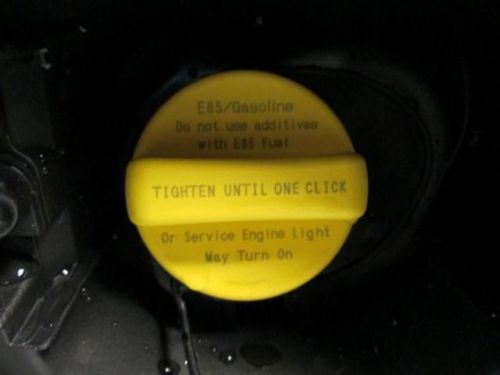 E85/Gasoline
Do not use additives
with E85 Fuel
TIGHTEN UNTIL ONE CLICK
Or Service Engine Light
May Turn On